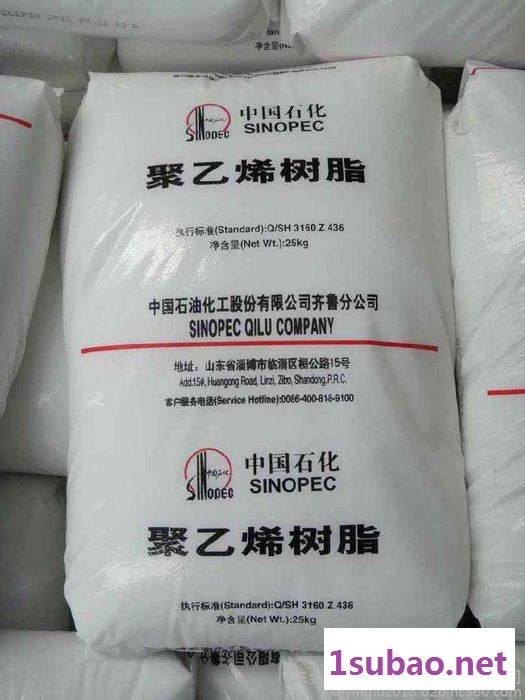 中国石化
SINOPEC
SINOPEC
聚乙烯树脂
执行标准(Standard):Q/SH 3160.Z.436
净含量(Net Wt.):25kg
中国石油化工股份有限公司齐鲁分公司
SINOPEC QILU COMPANY
地址:山东省淄博市临淄区桓公路15号
Add:15#, Huangong Road, Linzi, Zibo, Shandong,P.R.C.
客户服务电话(Service Hotline):0086-400-818-9100
中国石化
SINOPEC
SINOPEC
聚乙烯树脂
执行标准(Standard):Q/SH 3160.Z.436
净含量(Net Wt.):25kg
1subao.net